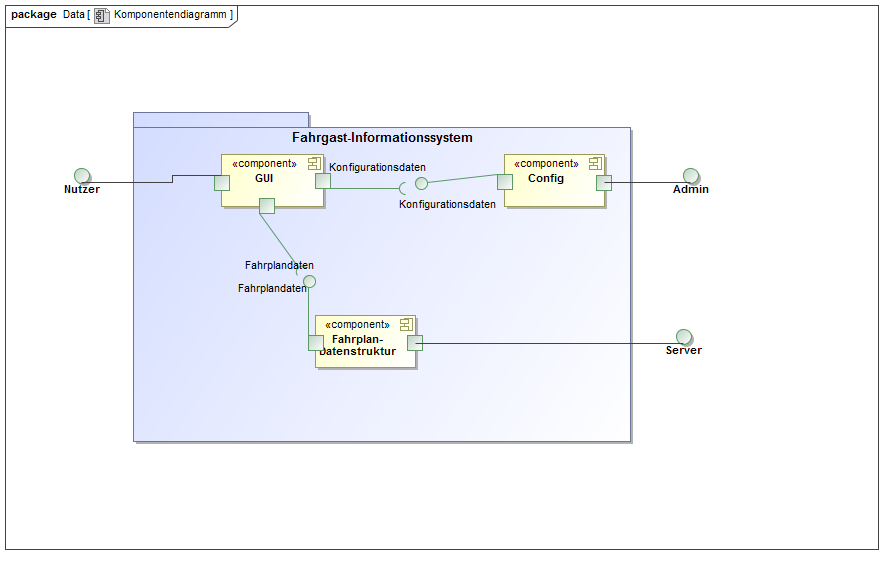 package Data [ Komponentendiagramm ]
Fahrgast-Informationssystem
«component»
GUI
Konfigurationsdaten
«component»
Config
Nutzer
Admin
Konfigurationsdaten
Fahrplandaten
Fahrplandaten
«component»
Fahrplan-
Datenstruktur
Server